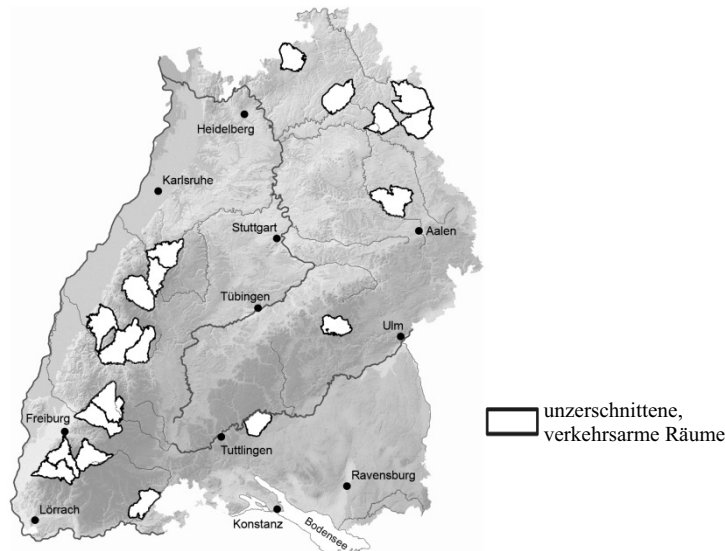 Heidelberg
Karlsruhe
Stuttgart
Aalen
Tübingen
Ulm
Freiburg
unzerschnittene,
verkehrsarme Räume
Tuttlingen
Ravensburg
Lörrach
Konstanz
Bodensee